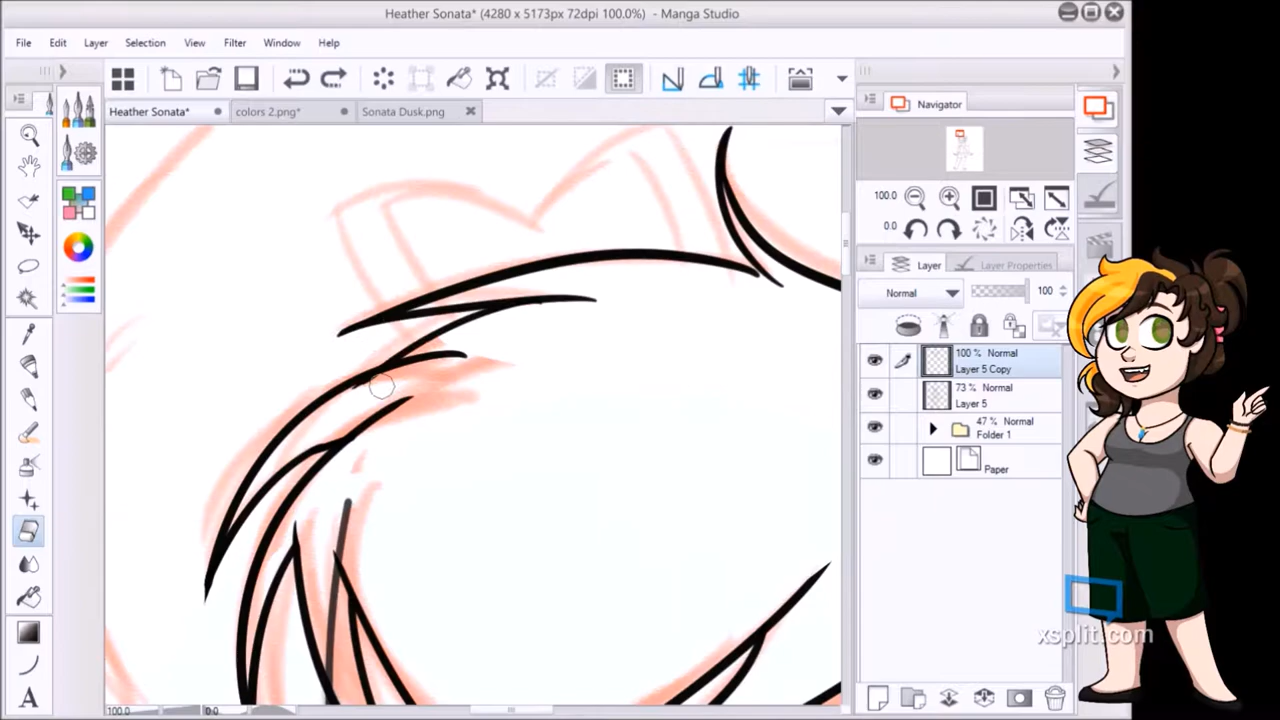 Heather Sonata* (4280 x 5173px 72dpi 100.0%)  - Manga Studio
File Edit Layer Selection View Filter Window Help
Heather Sonata* colors 2.png* Sonata Dusk.png
Navigator
100.0
0.0
Layer Layer Properties
Normal 100
100 % Normal
Layer 5 Copy
73 % Normal
Layer 5
47 % Normal
Folder 1
Paper
A
xsplit.com
100.0 0.0